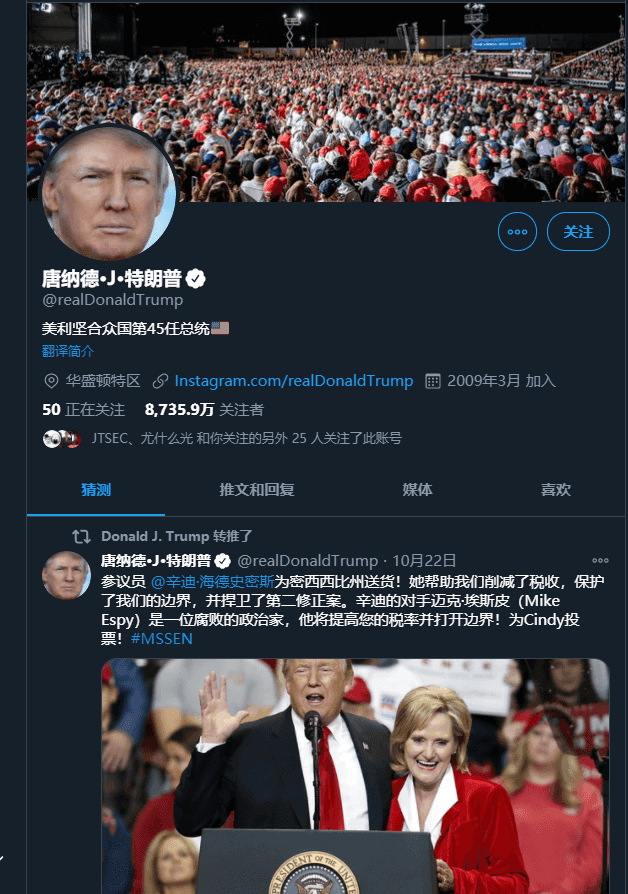 关注
唐纳德•J•特朗普
@realDonaldTrump
美利坚合众国第45任总统🇺🇸
翻译简介
华盛顿特区 Instagram.com/realDonaldTrump 2009年3月 加入
50 正在关注 8,735.9万 关注者
JTSEC、尤什么光 和你关注的另外 25 人关注了此账号
猜测 推文和回复 媒体 喜欢
Donald J. Trump 转推了
唐纳德•J•特朗普 @realDonaldTrump · 10月22日
参议员 @辛迪·海德史密斯为密西西比州送货！她帮助我们削减了税收，保护
了我们的边界，并捍卫了第二修正案。辛迪的对手迈克·埃斯皮（Mike
Espy）是一位腐败的政治家，他将提高您的税率并打开边界！为Cindy投
票！#MSSEN
PRESIDENT OF THE